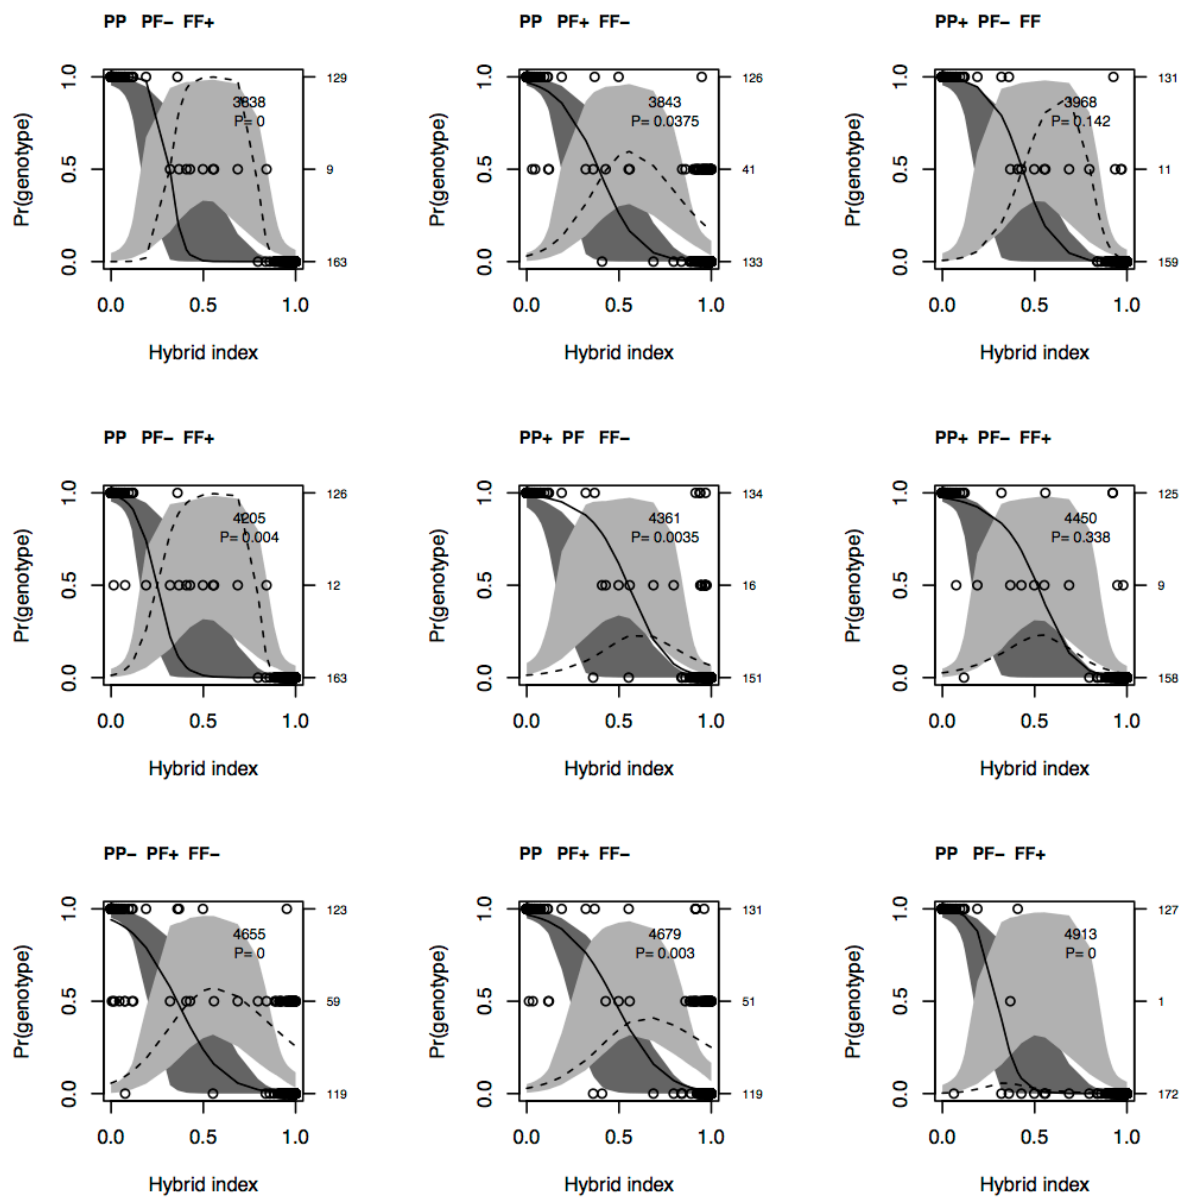 PP PF− FF+
Pr(genotype)
0.0 0.5 1.0
3838
P= 0
129
9
163
0.0 0.5 1.0
Hybrid index
PP PF+ FF−
Pr(genotype)
0.0 0.5 1.0
3843
P= 0.0375
126
41
133
0.0 0.5 1.0
Hybrid index
PP+ PF− FF
Pr(genotype)
0.0 0.5 1.0
3968
P= 0.142
131
11
159
0.0 0.5 1.0
Hybrid index
PP PF− FF+
Pr(genotype)
0.0 0.5 1.0
4205
P= 0.004
126
12
163
0.0 0.5 1.0
Hybrid index
PP+ PF FF−
Pr(genotype)
0.0 0.5 1.0
4361
P= 0.0035
134
16
151
0.0 0.5 1.0
Hybrid index
PP+ PF− FF+
Pr(genotype)
0.0 0.5 1.0
4450
P= 0.338
125
9
158
0.0 0.5 1.0
Hybrid index
PP− PF+ FF−
Pr(genotype)
0.0 0.5 1.0
4655
P= 0
123
59
119
0.0 0.5 1.0
Hybrid index
PP PF+ FF−
Pr(genotype)
0.0 0.5 1.0
4679
P= 0.003
131
51
119
0.0 0.5 1.0
Hybrid index
PP PF− FF+
Pr(genotype)
0.0 0.5 1.0
4913
P= 0
127
1
172
0.0 0.5 1.0
Hybrid index